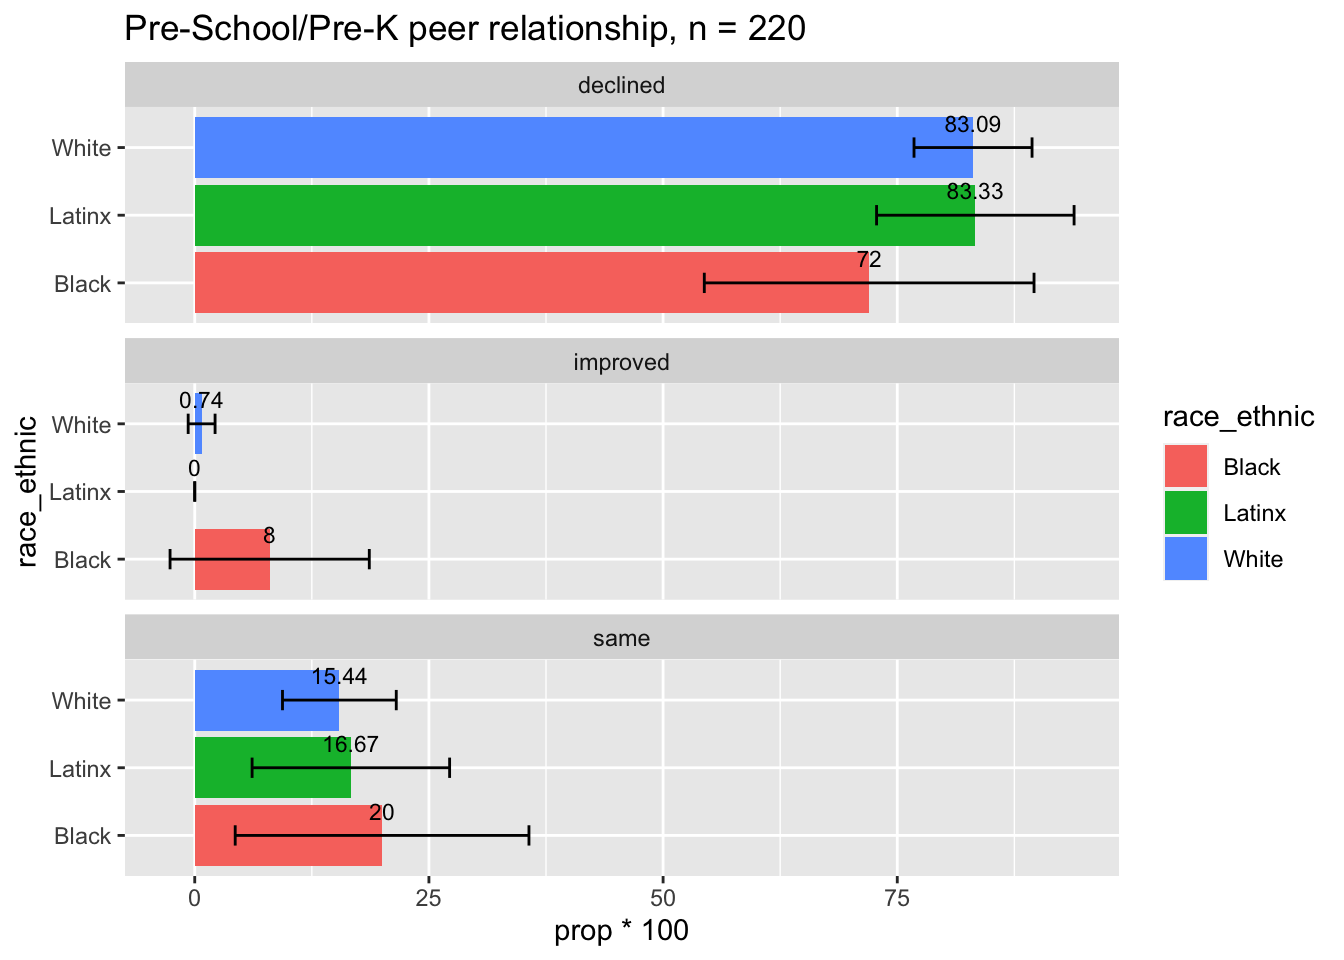 Pre-School/Pre-K peer relationship, n = 220
declined
White
83.09
Latinx
83.33
Black
72
improved
White
0.74
Latinx
0
Black
8
same
White
15.44
Latinx
16.67
Black
20
0 25 50 75
prop * 100
race_ethnic
race_ethnic
Black
Latinx
White